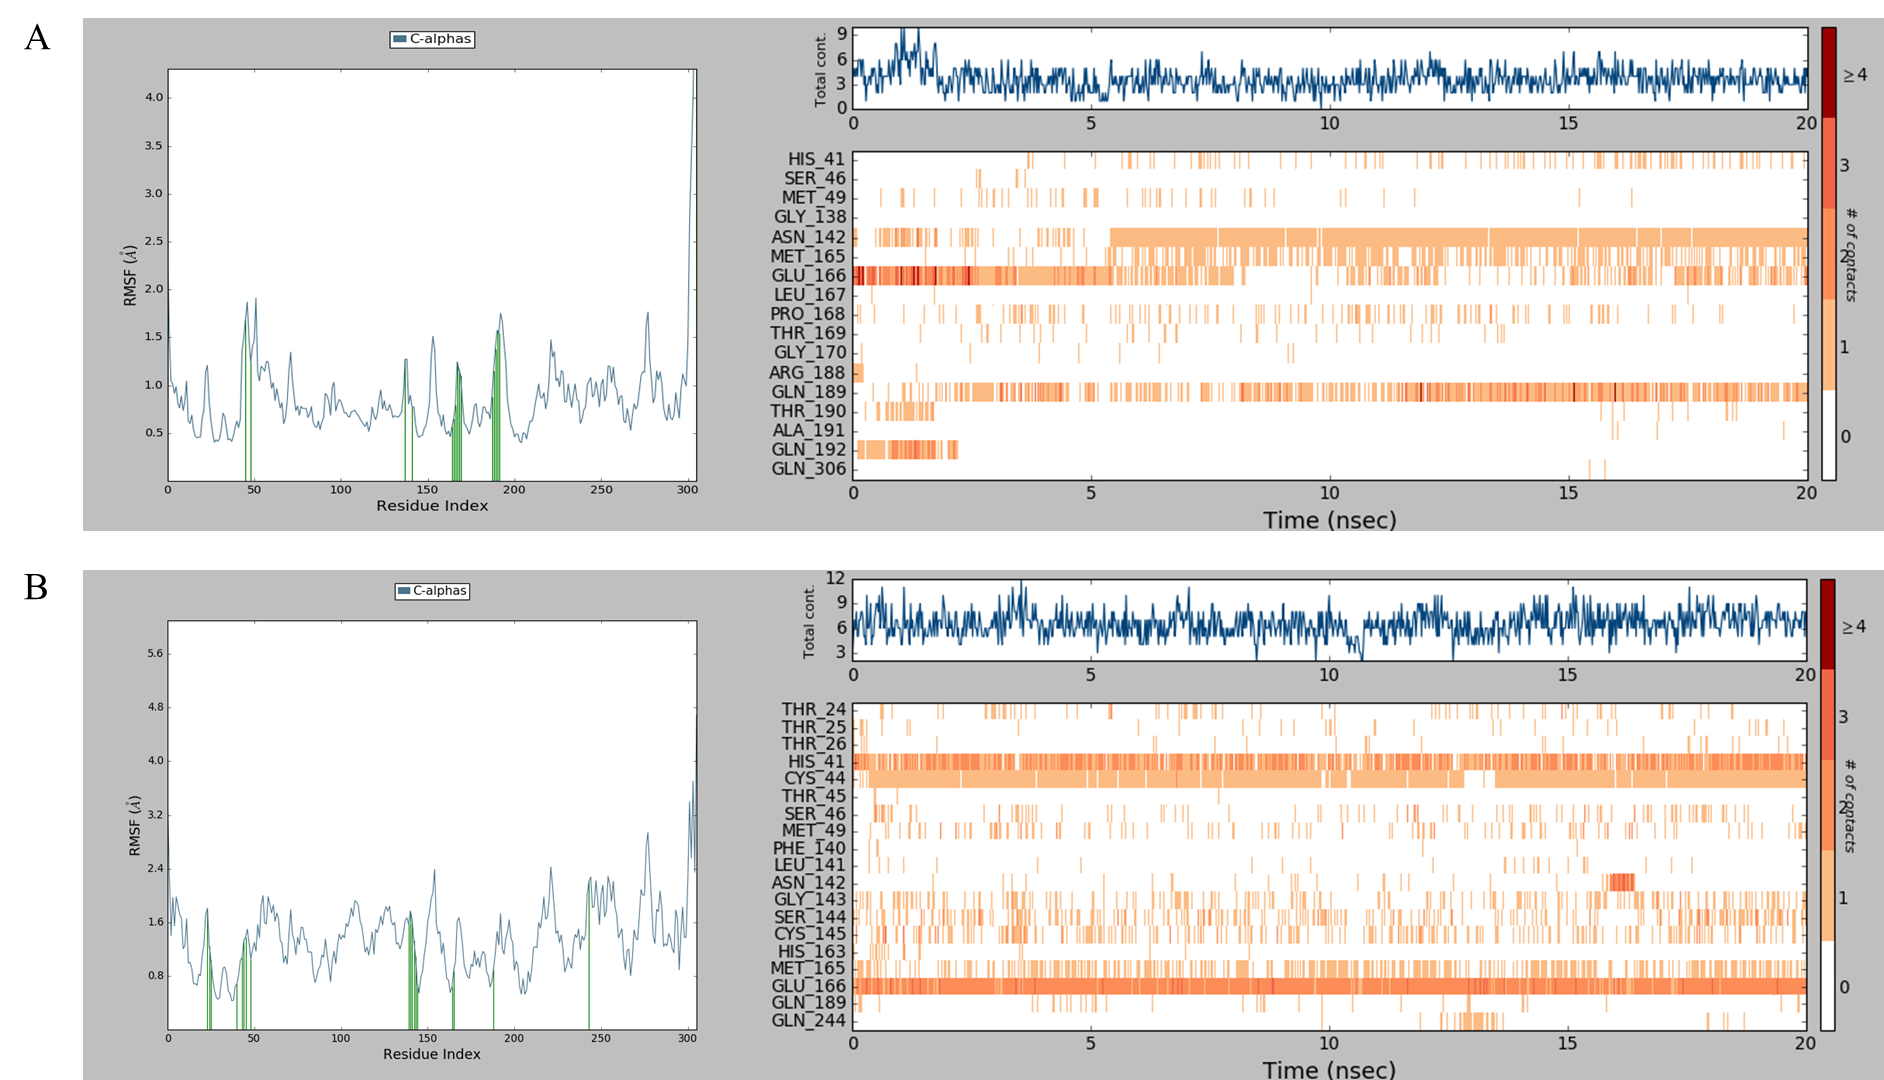 A
C-alphas
4.0
3.5
3.0
2.5
2.0
1.5
1.0
0.5
RMSF (Å)
0 50 100 150 200 250 300
Residue Index
Total cont.
9
6
3
0
0 5 10 15 20
HIS_41
SER_46
MET_49
GLY_138
ASN_142
MET_165
GLU_166
LEU_167
PRO_168
THR_169
GLY_170
ARG_188
GLN_189
THR_190
ALA_191
GLN_192
GLN_306
0 5 10 15 20
Time (nsec)
≥4
3
2
1
0
# of contacts
B
C-alphas
5.6
4.8
4.0
3.2
2.4
1.6
0.8
RMSF (Å)
0 50 100 150 200 250 300
Residue Index
Total cont.
12
9
6
3
0 5 10 15 20
THR_24
THR_25
THR_26
HIS_41
CYS_44
THR_45
SER_46
MET_49
PHE_140
LEU_141
ASN_142
GLY_143
SER_144
CYS_145
HIS_163
MET_165
GLU_166
GLN_189
GLN_244
0 5 10 15 20
Time (nsec)
≥4
3
2
1
0
# of contacts